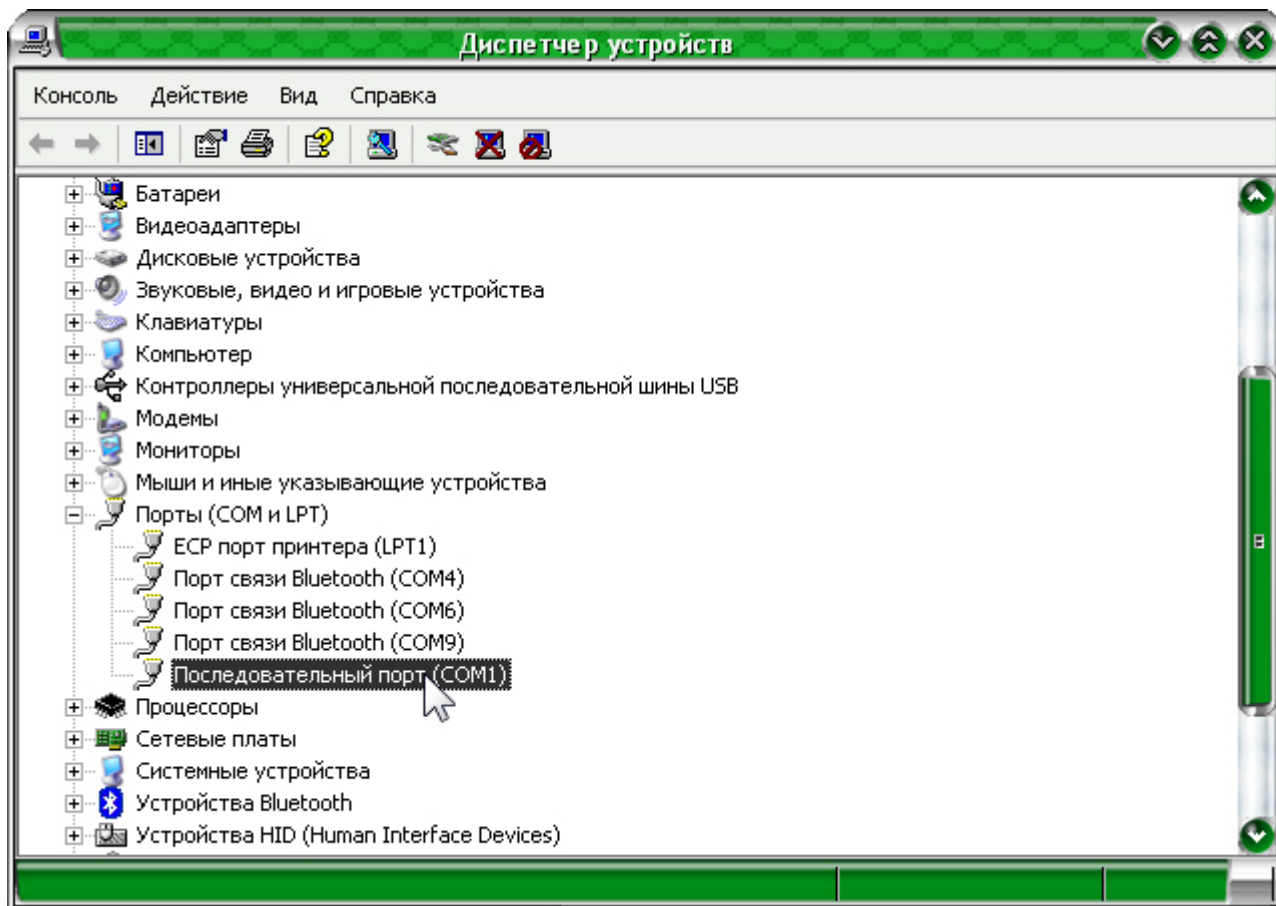 Диспетчер устройств
Консоль Действие Вид Справка
Батареи
Видеоадаптеры
Дисковые устройства
Звуковые, видео и игровые устройства
Клавиатуры
Компьютер
Контроллеры универсальной последовательной шины USB
Модемы
Мониторы
Мыши и иные указывающие устройства
Порты (COM и LPT)
ECP порт принтера (LPT1)
Порт связи Bluetooth (COM4)
Порт связи Bluetooth (COM6)
Порт связи Bluetooth (COM9)
Последовательный порт (COM1)
Процессоры
Сетевые платы
Системные устройства
Устройства Bluetooth
Устройства HID (Human Interface Devices)